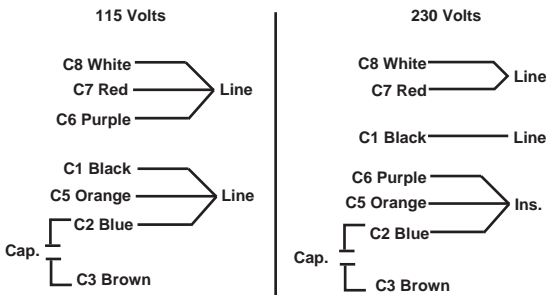 115 Volts
C8 White
C7 Red
Line
C6 Purple
C1 Black
C5 Orange
Line
C2 Blue
Cap.
C3 Brown
230 Volts
C8 White
Line
C7 Red
C1 Black
Line
C6 Purple
C5 Orange
Ins.
C2 Blue
Cap.
C3 Brown